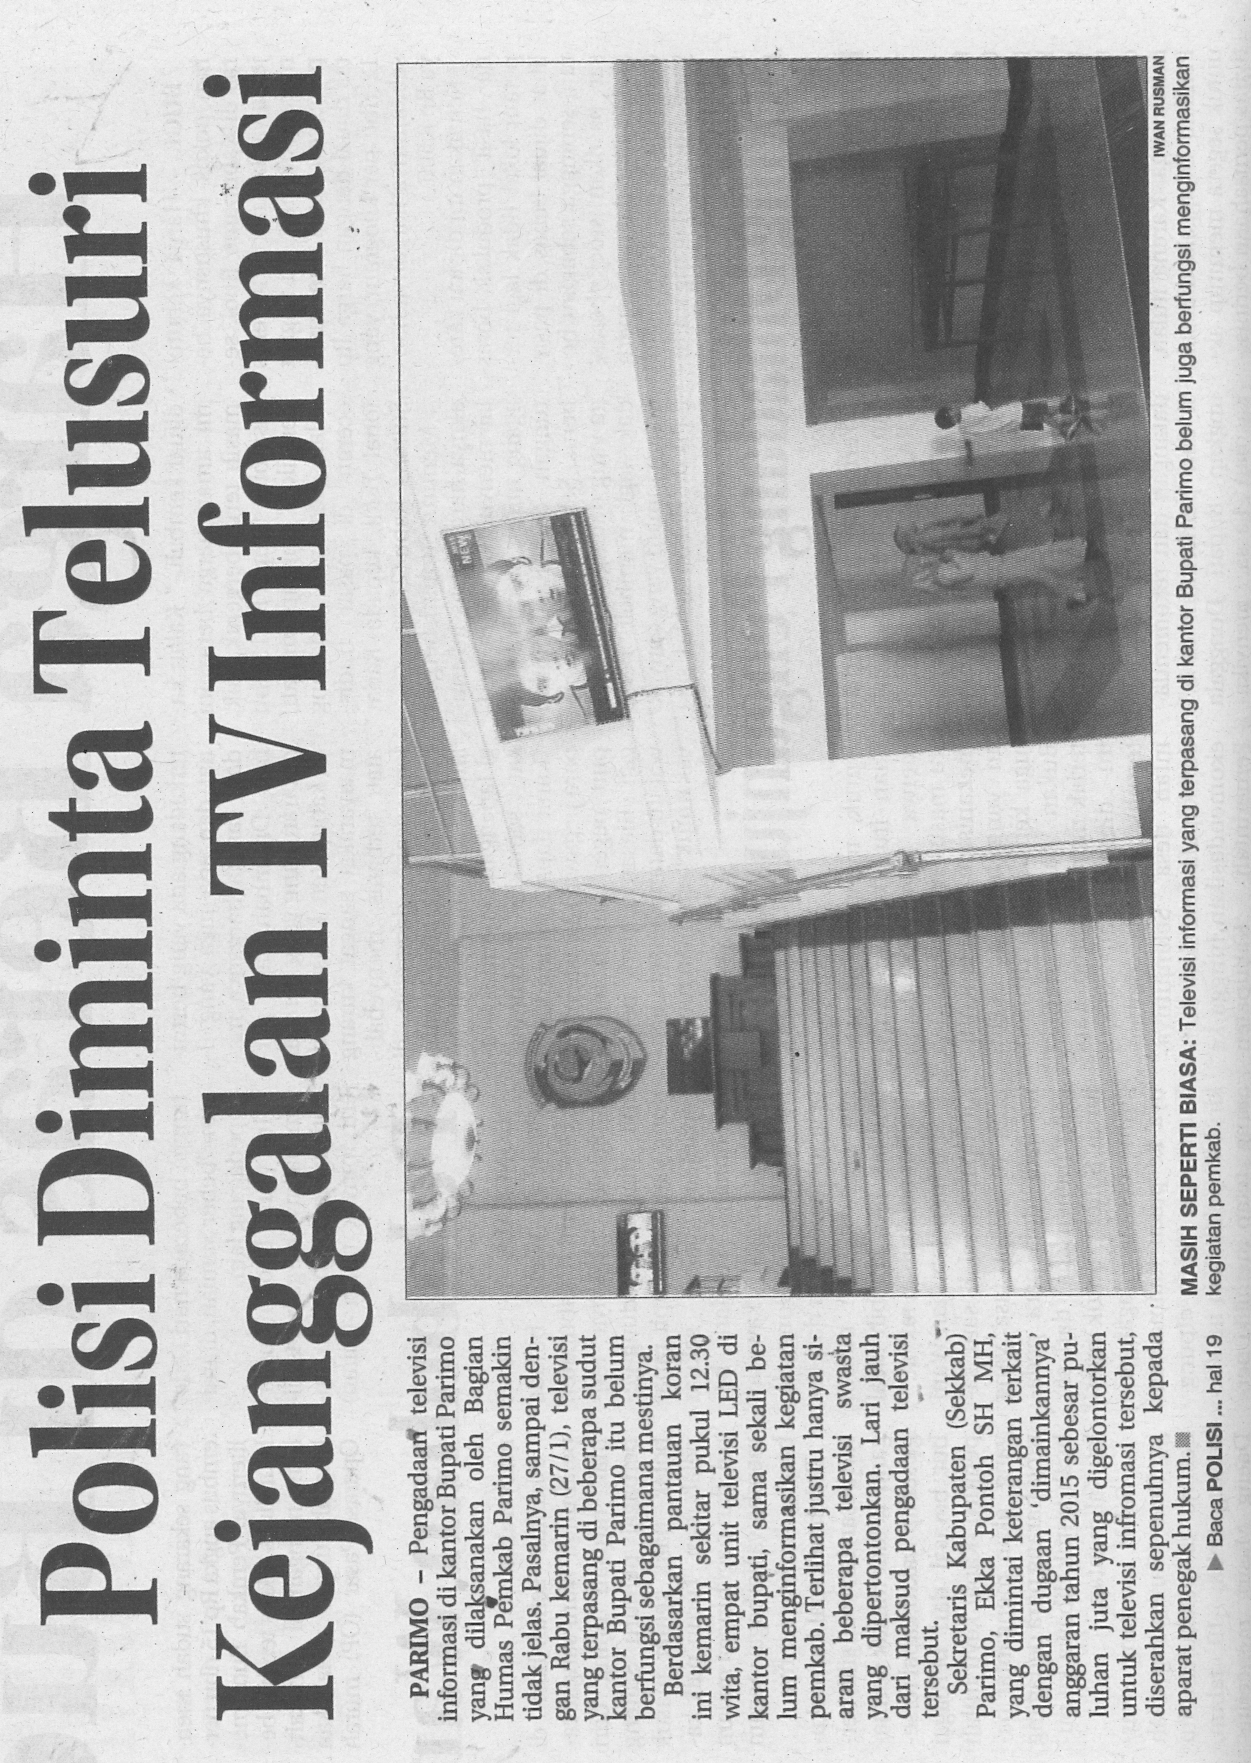 Polisi Diminta Telusuri
Kejanggalan TV Informasi
PARIMO – Pengadaan televisi
informasi di kantor Bupati Parimo
yang dilaksanakan oleh Bagian
Humas Pemkab Parimo semakin
tidak jelas. Pasalnya, sampai den-
gan Rabu kemarin (27/1), televisi
yang terpasang di beberapa sudut
kantor Bupati Parimo itu belum
berfungsi sebagaimana mestinya.
Berdasarkan pantauan koran
ini kemarin sekitar pukul 12.30
wita, empat unit televisi LED di
kantor bupati, sama sekali be-
lum menginformasikan kegiatan
pemkab. Terlihat justru hanya si-
aran beberapa televisi swasta
yang dipertontonkan. Lari jauh
dari maksud pengadaan televisi
tersebut.
Sekretaris Kabupaten (Sekkab)
Parimo, Ekka Pontoh SH MH,
yang dimintai keterangan terkait
dengan dugaan ‘dimainkannya’
anggaran tahun 2015 sebesar pu-
luhan juta yang digelontorkan
untuk televisi infromasi tersebut,
diserahkan sepenuhnya kepada
aparat penegak hukum.
▶ Baca POLISI ... hal 19
NEW
IWAN RUSMAN
MASIH SEPERTI BIASA: Televisi informasi yang terpasang di kantor Bupati Parimo belum juga berfungsi menginformasikan
kegiatan pemkab.